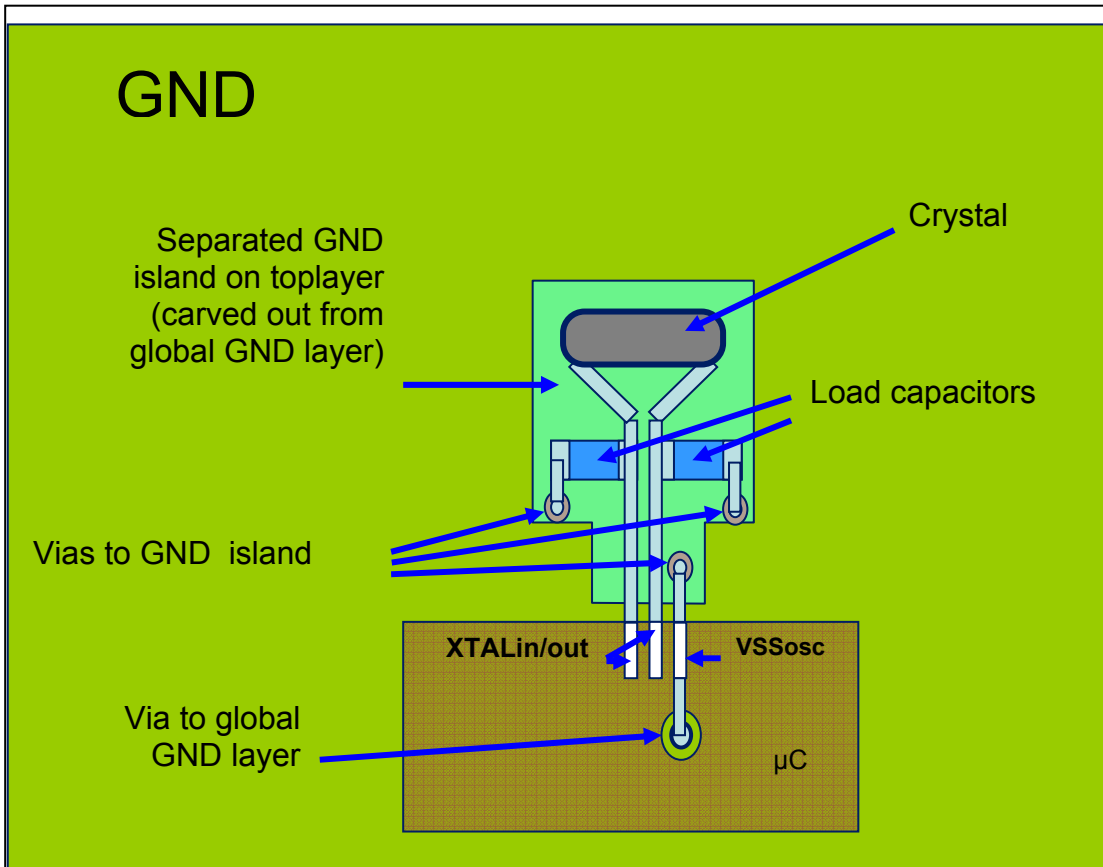 GND
Separated GND
island on toplayer
(carved out from
global GND layer)
Crystal
Load capacitors
Vias to GND island
XTALin/out
VSSosc
Via to global
GND layer
µC